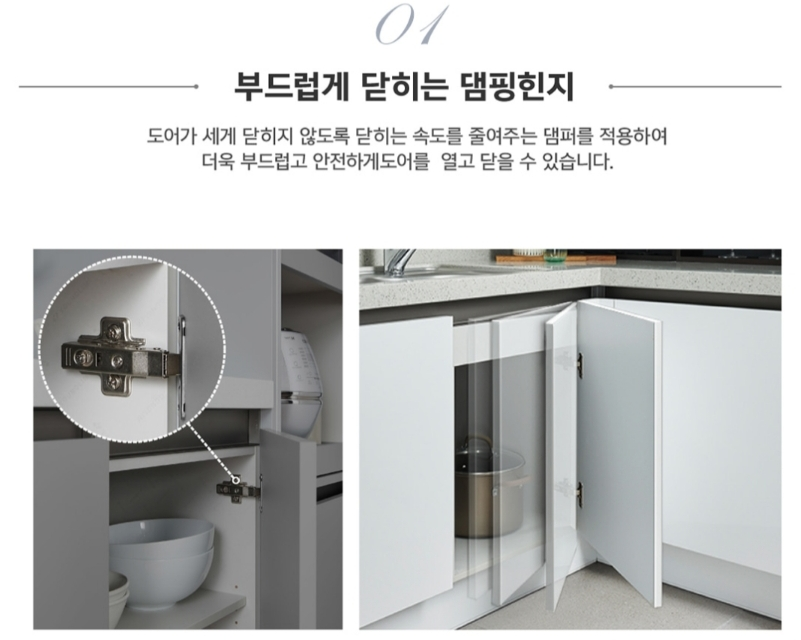 01
부드럽게 닫히는 댐핑힌지
도어가 세게 닫히지 않도록 닫히는 속도를 줄여주는 댐퍼를 적용하여
더욱 부드럽고 안전하게도어를  열고 닫을 수 있습니다.